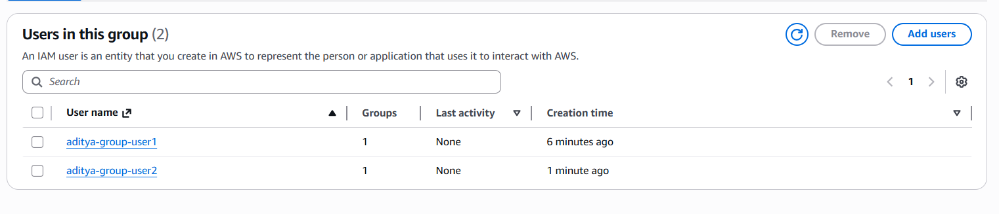 Users in this group (2)
Remove
Add users
An IAM user is an entity that you create in AWS to represent the person or application that uses it to interact with AWS.
Search
1
User name Groups Last activity Creation time
aditya-group-user1 1 None 6 minutes ago
aditya-group-user2 1 None 1 minute ago